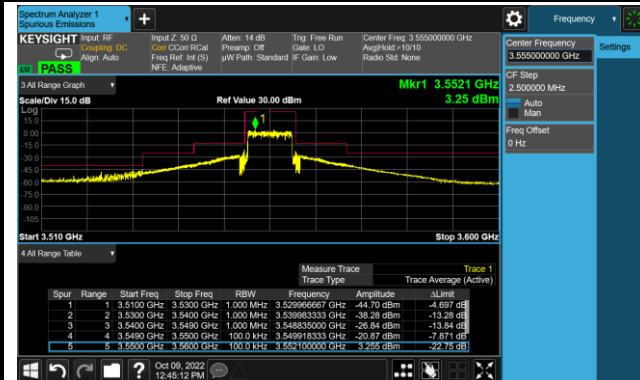 Spectrum Analyzer 1
Spurious Emissions
Frequency
KEYSIGHT
Input: RF
Coupling: DC
Align: Auto
Input Z: 50 Ω
Corr CCorr RCal
Freq Ref: Int (S)
NFE: Adaptive
Atten: 14 dB
Preamp: Off
µW Path: Standard
Trig: Free Run
Gate: LO
IF Gain: Low
Center Freq: 3.555000000 GHz
Avg|Hold:>10/10
Radio Std: None
PASS
3 All Range Graph
Mkr1 3.5521 GHz
3.25 dBm
Scale/Div 15.0 dB
Ref Value 30.00 dBm
Log
15.0
0.00
-15.0
-30.0
-45.0
-60.0
-75.0
-90.0
-105
1
Start 3.510 GHz
Stop 3.600 GHz
4 All Range Table
Measure Trace
Trace 1
Trace Type
Trace Average (Active)
Spur Range Start Freq Stop Freq RBW Frequency Amplitude ΔLimit
1 1 3.5100 GHz 3.5300 GHz 1.000 MHz 3.529966667 GHz -44.70 dBm -4.697 dB
2 2 3.5300 GHz 3.5400 GHz 1.000 MHz 3.539983333 GHz -38.28 dBm -13.28 dB
3 3 3.5400 GHz 3.5490 GHz 1.000 MHz 3.548835000 GHz -26.84 dBm -13.84 dB
4 4 3.5490 GHz 3.5500 GHz 100.0 kHz 3.549918333 GHz -20.87 dBm -7.871 dB
5 5 3.5500 GHz 3.5600 GHz 100.0 kHz 3.552100000 GHz 3.255 dBm -22.75 dB
Oct 09, 2022
12:45:12 PM
Center Frequency
3.555000000 GHz
Settings
CF Step
2.500000 MHz
Auto
Man
Freq Offset
0 Hz